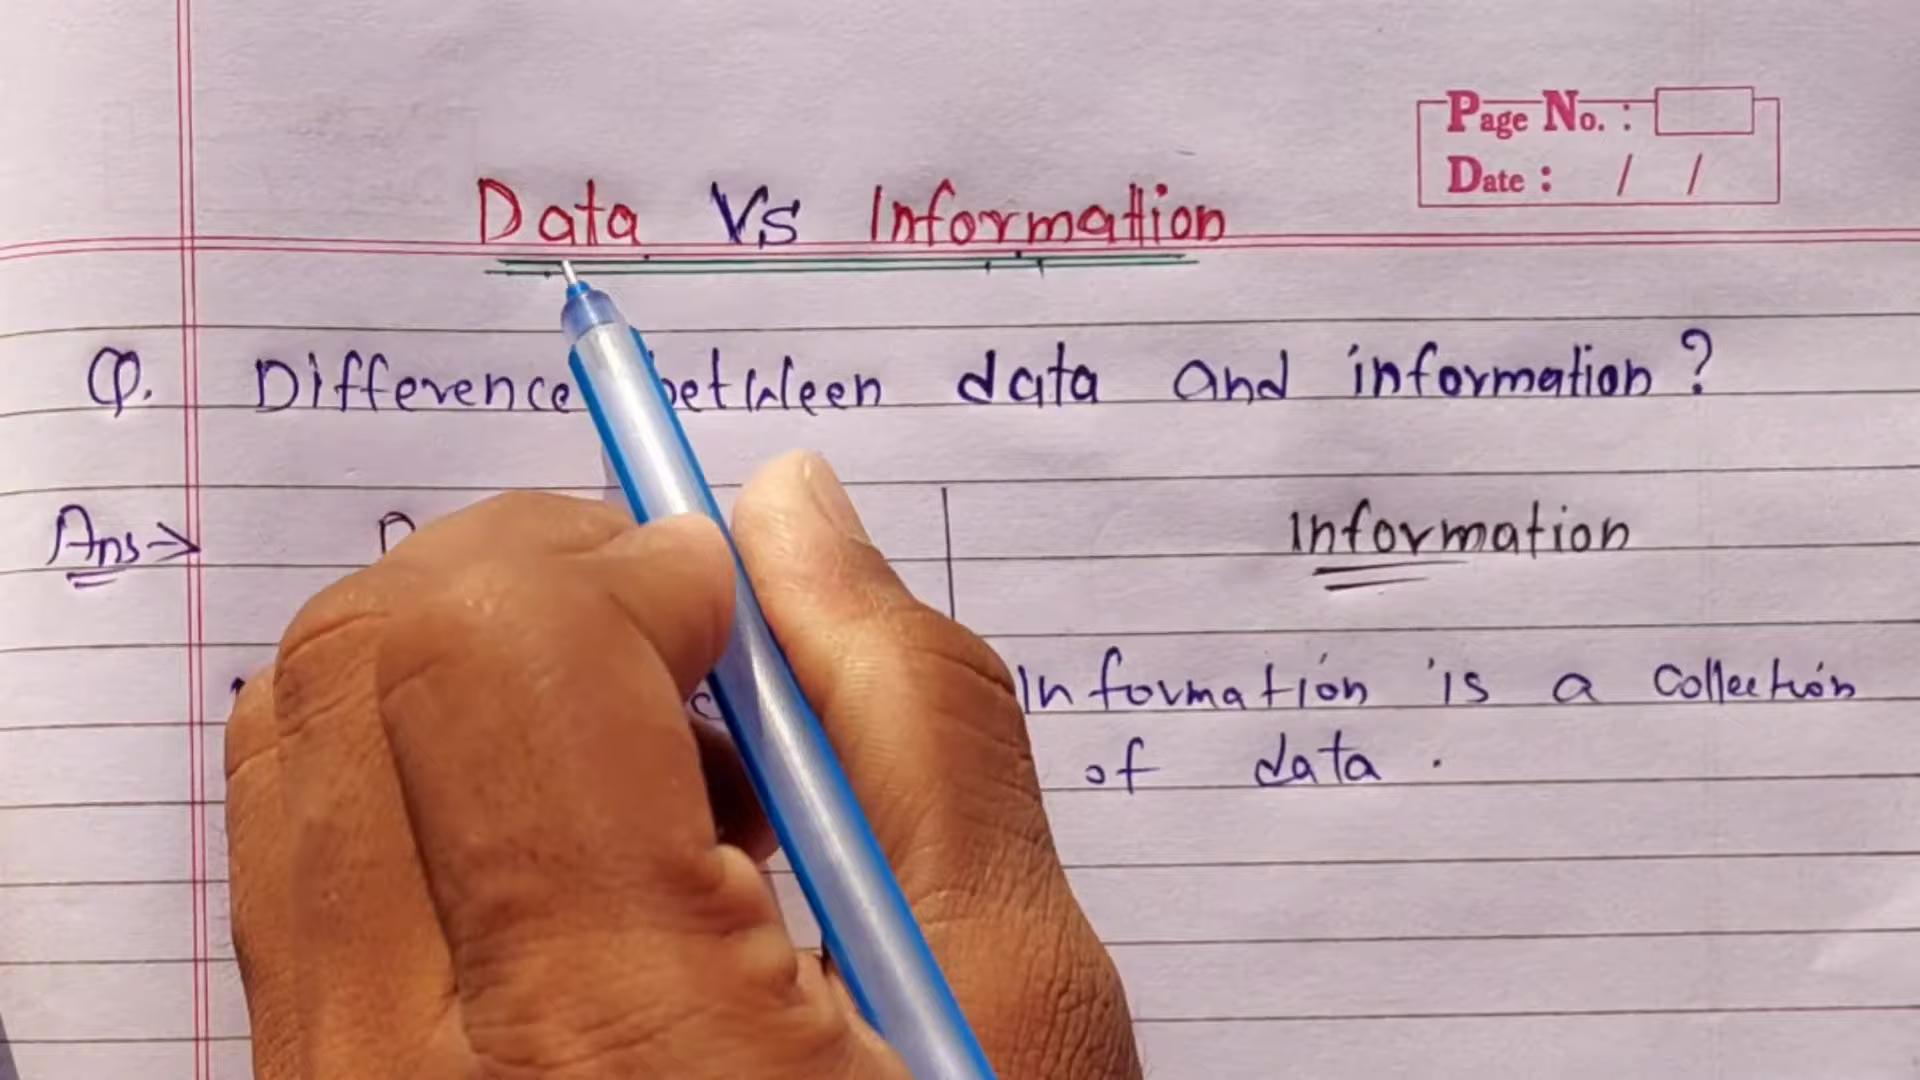 Page No. :
Date : / /
Data Vs Information
Q. Difference between data and information ?
Ans Information
Information is a collection
of data .